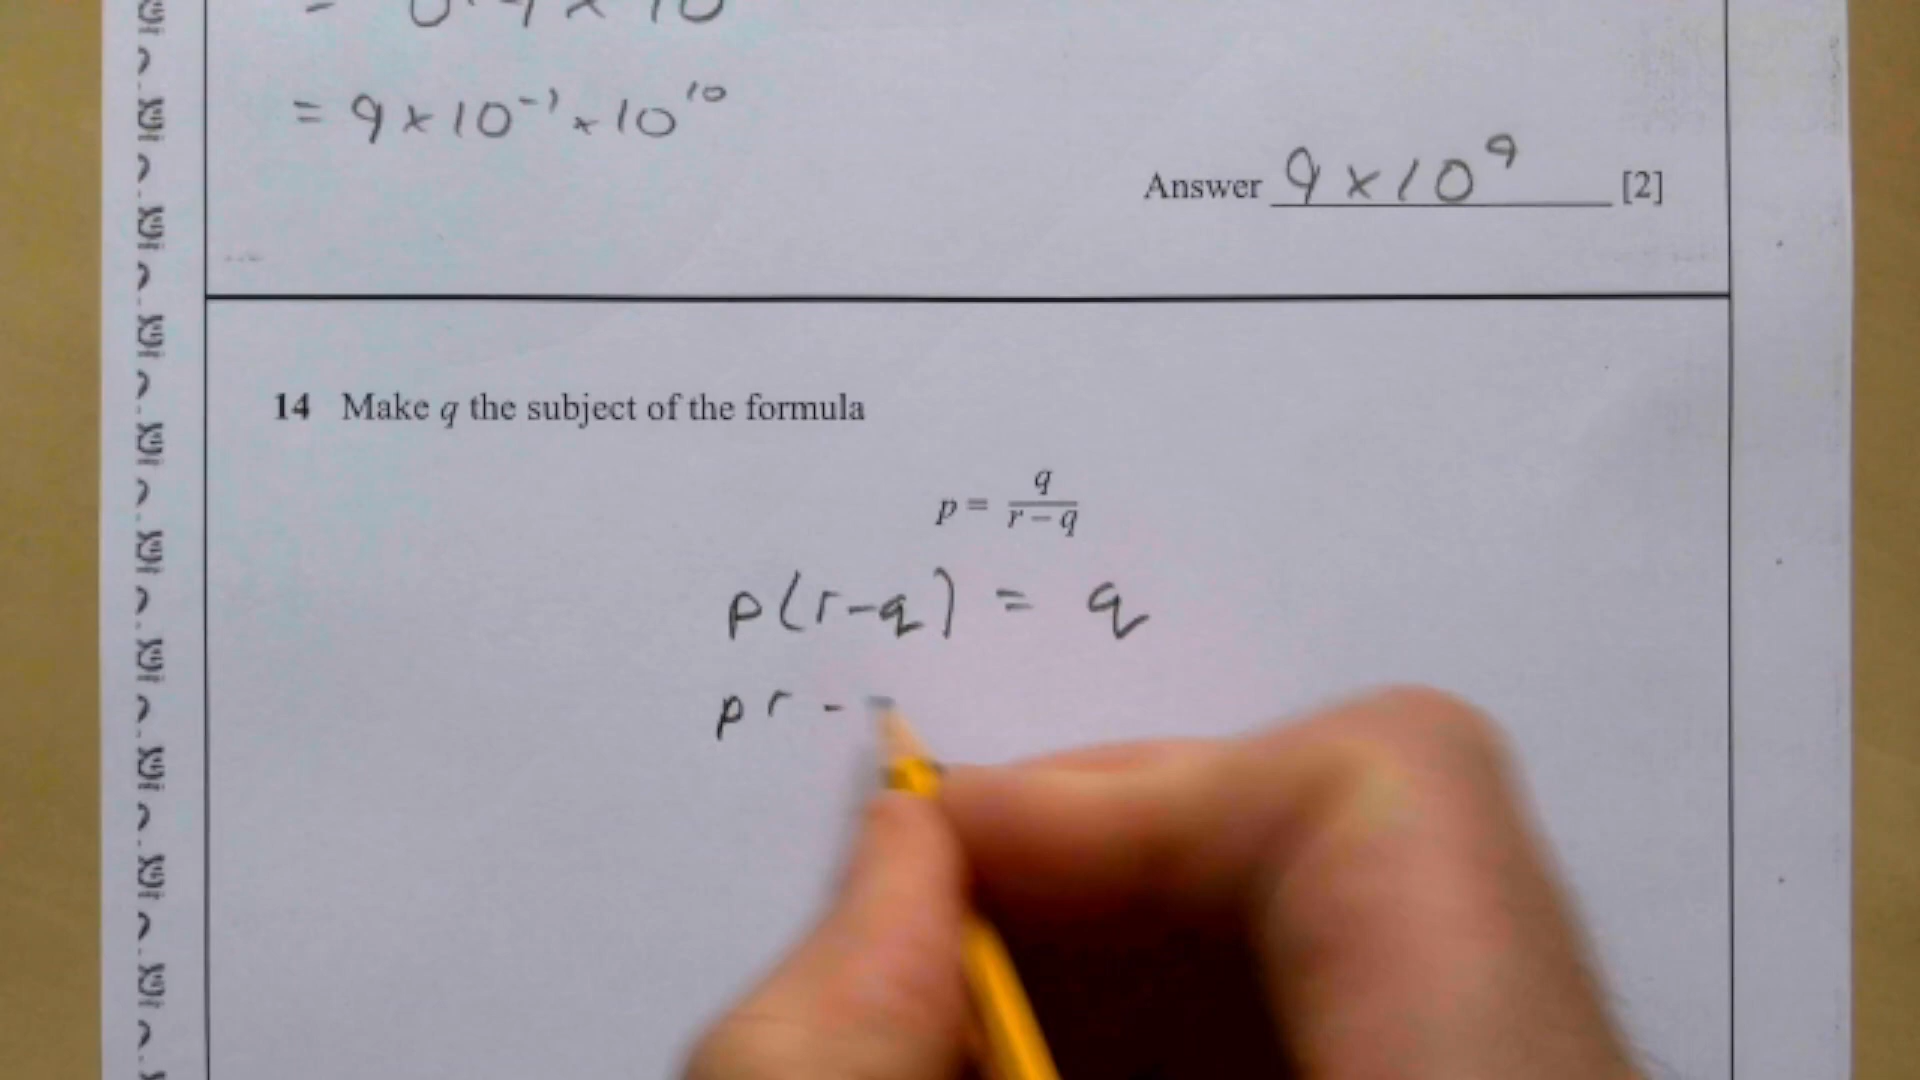 = 9 × 10⁻¹ × 10¹⁰
Answer 9 × 10⁹ [2]
14 Make q the subject of the formula
p = q / r − q
p(r−q) = q
pr -